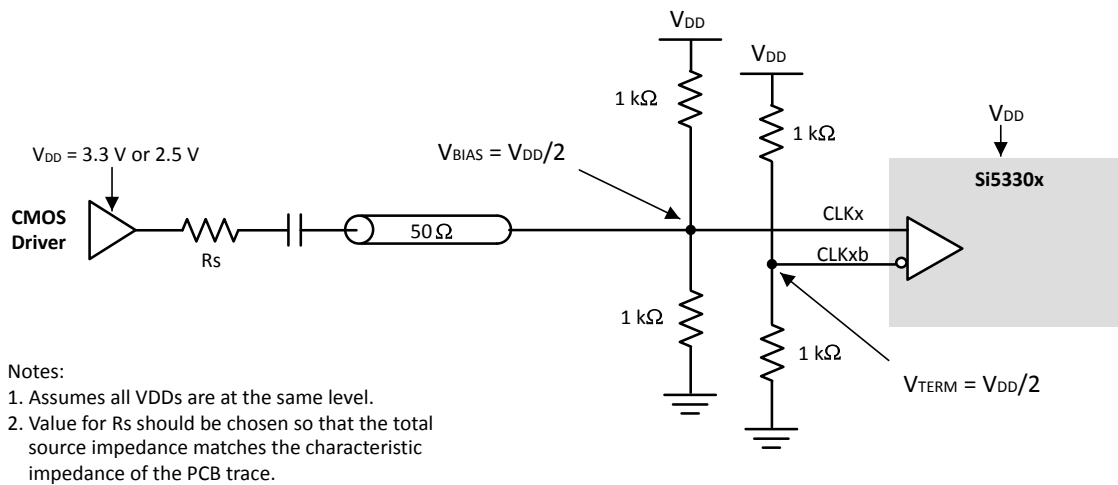 VDD
VDD
1 kΩ
1 kΩ
VDD
VDD = 3.3 V or 2.5 V
VBIAS = VDD/2
Si5330x
CMOS
Driver
Rs
50 Ω
CLKx
CLKxb
1 kΩ
1 kΩ
VTERM = VDD/2
Notes:
1. Assumes all VDDs are at the same level.
2. Value for Rs should be chosen so that the total
source impedance matches the characteristic
impedance of the PCB trace.